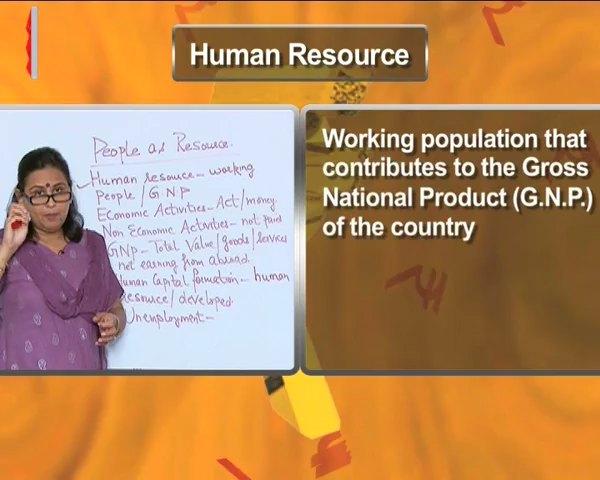 Human Resource
People as Resource.
Human resource – working
People / G N P
Economic Activities – Act/money
Non Economic Activities – not paid
GNP – Total Value/goods/services
net earning from abroad.
Human Capital formation – human
resource / developed.
Unemployment –
Working population that
contributes to the Gross
National Product (G.N.P.)
of the country